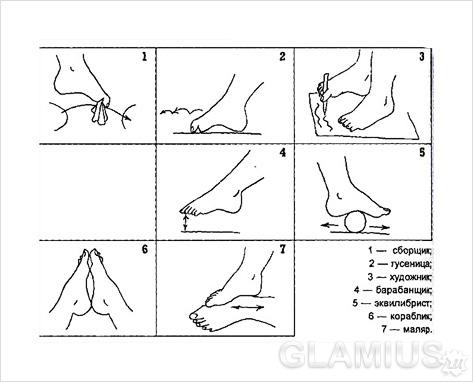 1
2
3
4
5
6
7
1 — сборщик;
2 — гусеница;
3 — художник;
4 — барабанщик;
5 — эквилибрист;
6 — кораблик;
7 — маляр.
GLAMIUS.ru